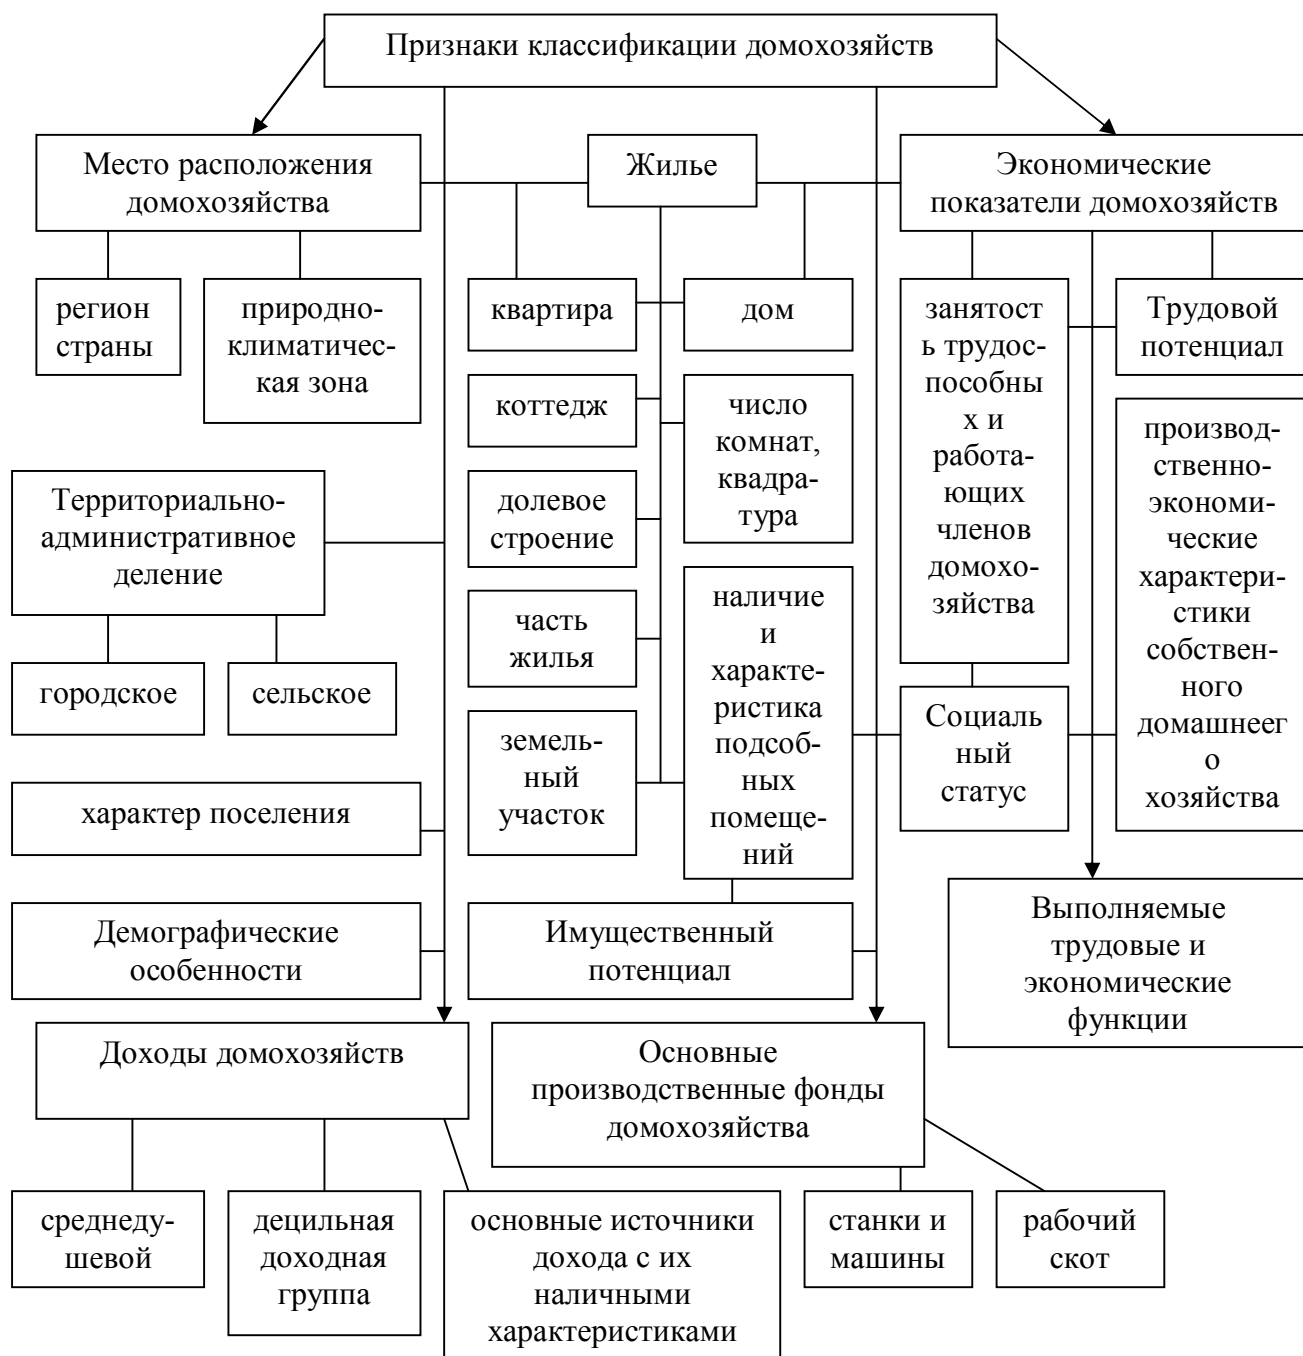 Признаки классификации домохозяйств
Место расположения
домохозяйства
Жилье
Экономические
показатели домохозяйств
регион
страны
природно-
климатичес-
кая зона
квартира
дом
занятост
ь трудос-
пособны
х и
работа-
ющих
членов
домохо-
зяйства
Трудовой
потенциал
коттедж
число
комнат,
квадра-
тура
производ-
ственно-
экономи-
ческие
характери-
стики
собствен-
ного
домашнеег
о
хозяйства
Территориально-
административное
деление
долевое
строение
наличие
и
характе-
ристика
подсоб-
ных
помеще-
ний
часть
жилья
городское
сельское
Социаль
ный
статус
земель-
ный
участок
характер поселения
Демографические
особенности
Имущественный
потенциал
Выполняемые
трудовые и
экономические
функции
Доходы домохозяйств
Основные
производственные фонды
домохозяйства
среднеду-
шевой
децильная
доходная
группа
основные источники
дохода с их
наличными
характеристиками
станки и
машины
рабочий
скот